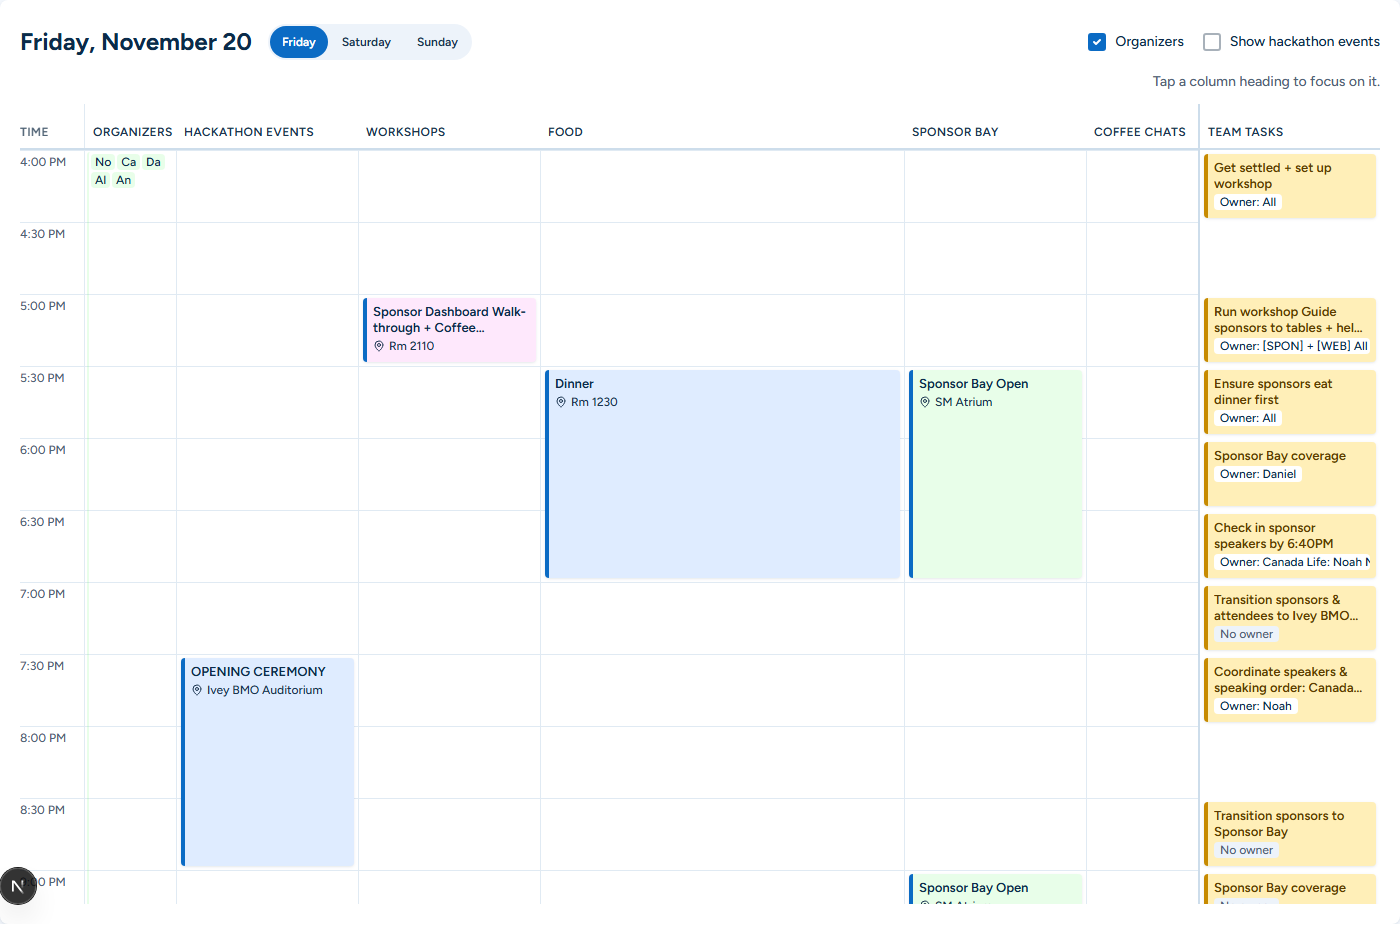 Friday, November 20
Friday
Saturday
Sunday
Organizers
Show hackathon events
Tap a column heading to focus on it.
TIME
ORGANIZERS
HACKATHON EVENTS
WORKSHOPS
FOOD
SPONSOR BAY
COFFEE CHATS
TEAM TASKS
4:00 PM
No Ca Da
Al An
Get settled + set up
workshop
Owner: All
4:30 PM
5:00 PM
Sponsor Dashboard Walk-
through + Coffee...
Rm 2110
Run workshop Guide
sponsors to tables + hel...
Owner: [SPON] + [WEB] All
5:30 PM
Dinner
Rm 1230
Sponsor Bay Open
SM Atrium
Ensure sponsors eat
dinner first
Owner: All
6:00 PM
Sponsor Bay coverage
Owner: Daniel
6:30 PM
Check in sponsor
speakers by 6:40PM
Owner: Canada Life: Noah
7:00 PM
Transition sponsors &
attendees to Ivey BMO...
No owner
7:30 PM
OPENING CEREMONY
Ivey BMO Auditorium
Coordinate speakers &
speaking order: Canada...
Owner: Noah
8:00 PM
8:30 PM
Transition sponsors to
Sponsor Bay
No owner
N
:00 PM
Sponsor Bay Open
Sponsor Bay coverage